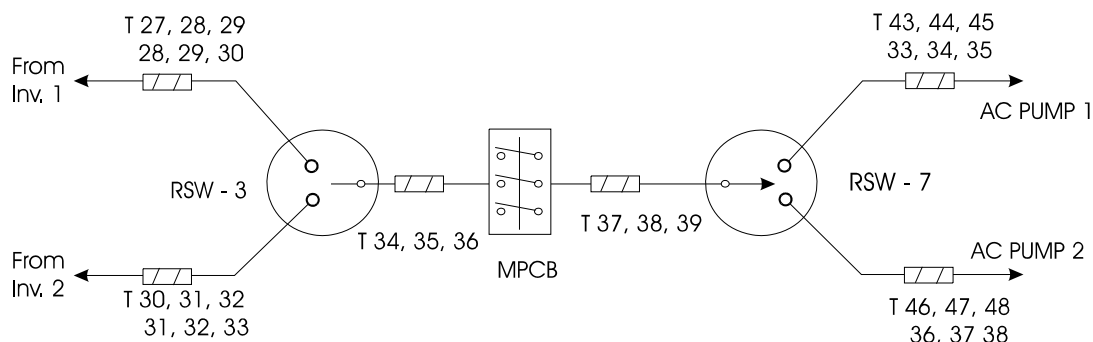 T 27, 28, 29
28, 29, 30
From
Inv. 1
RSW - 3
From
Inv. 2
T 30, 31, 32
31, 32, 33
T 34, 35, 36
MPCB
T 37, 38, 39
T 43, 44, 45
33, 34, 35
AC PUMP 1
RSW - 7
AC PUMP 2
T 46, 47, 48
36, 37 38